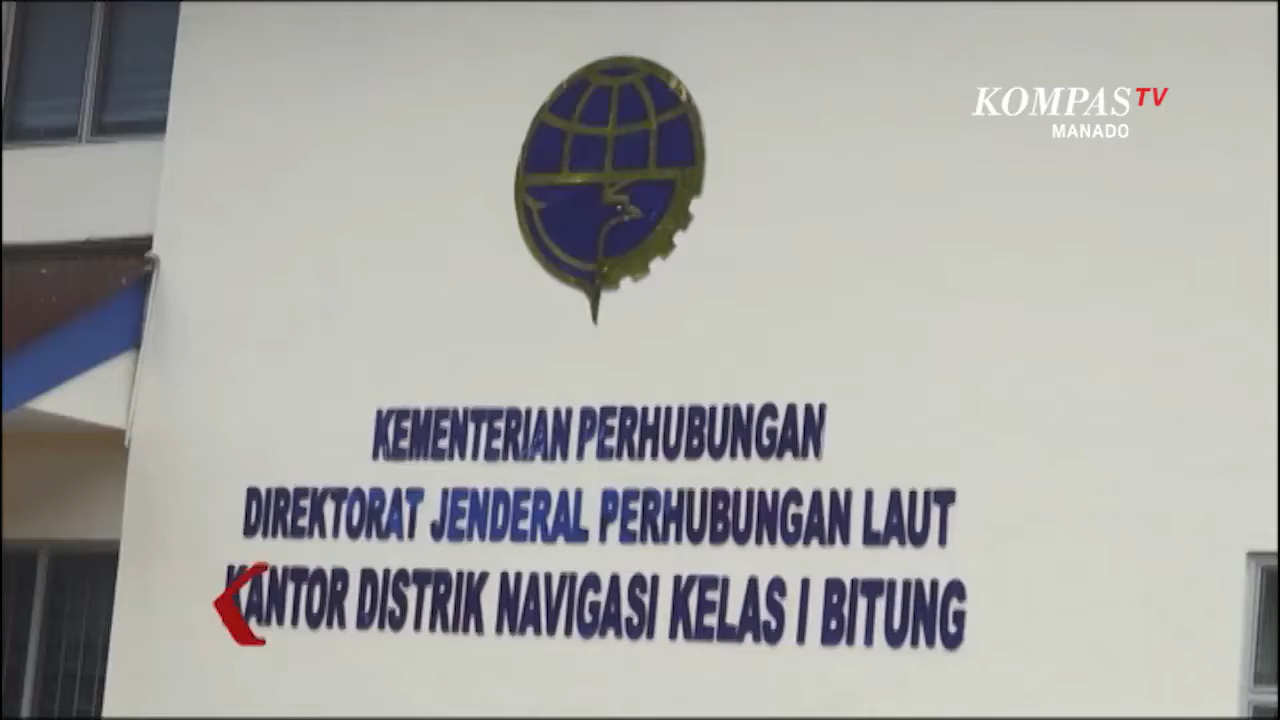 KOMPASTV
MANADO
KEMENTERIAN PERHUBUNGAN
DIREKTORAT JENDERAL PERHUBUNGAN LAUT
KANTOR DISTRIK NAVIGASI KELAS I BITUNG